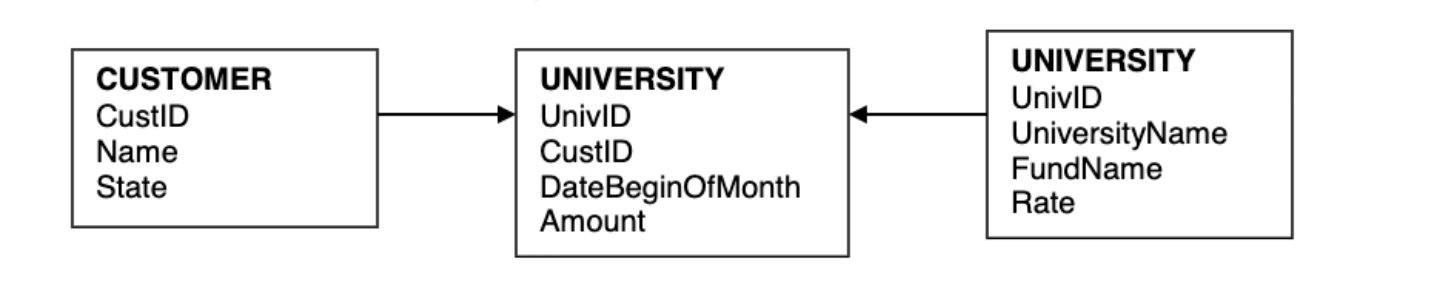 CUSTOMER
CustID
Name
State
UNIVERSITY
UnivID
CustID
DateBeginOfMonth
Amount
UNIVERSITY
UnivID
UniversityName
FundName
Rate